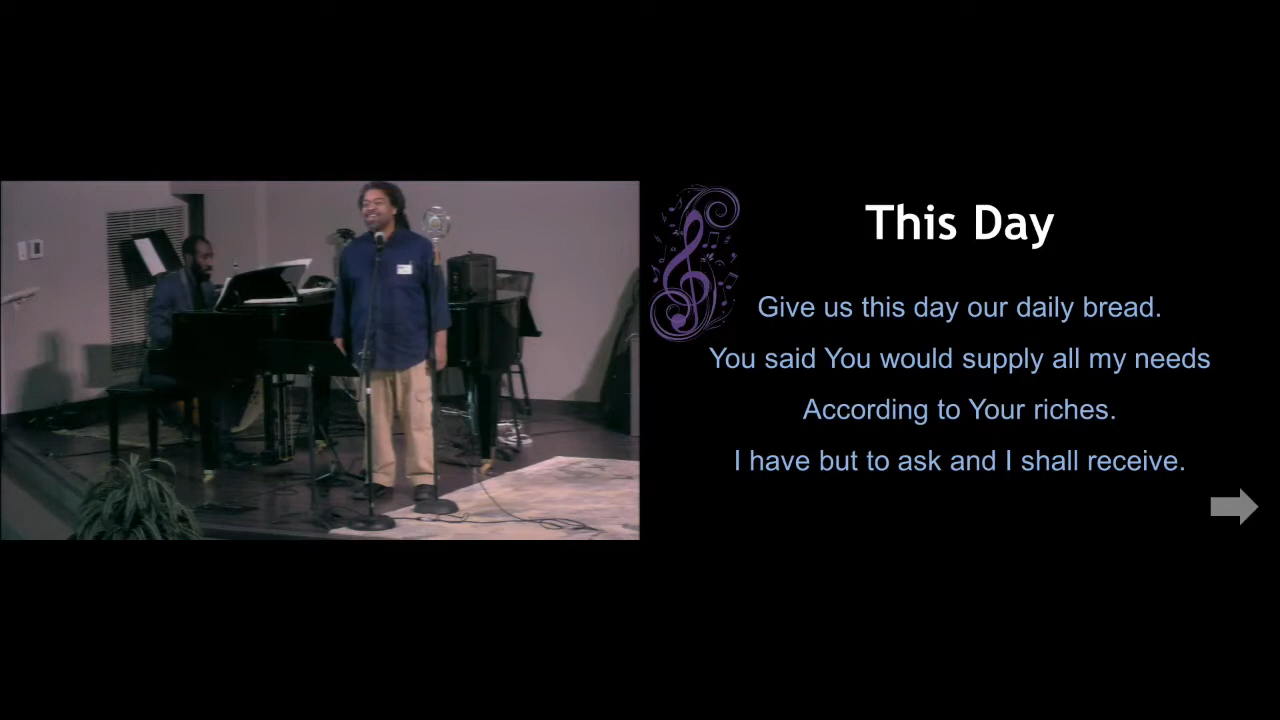 This Day
Give us this day our daily bread.
You said You would supply all my needs
According to Your riches.
I have but to ask and I shall receive.